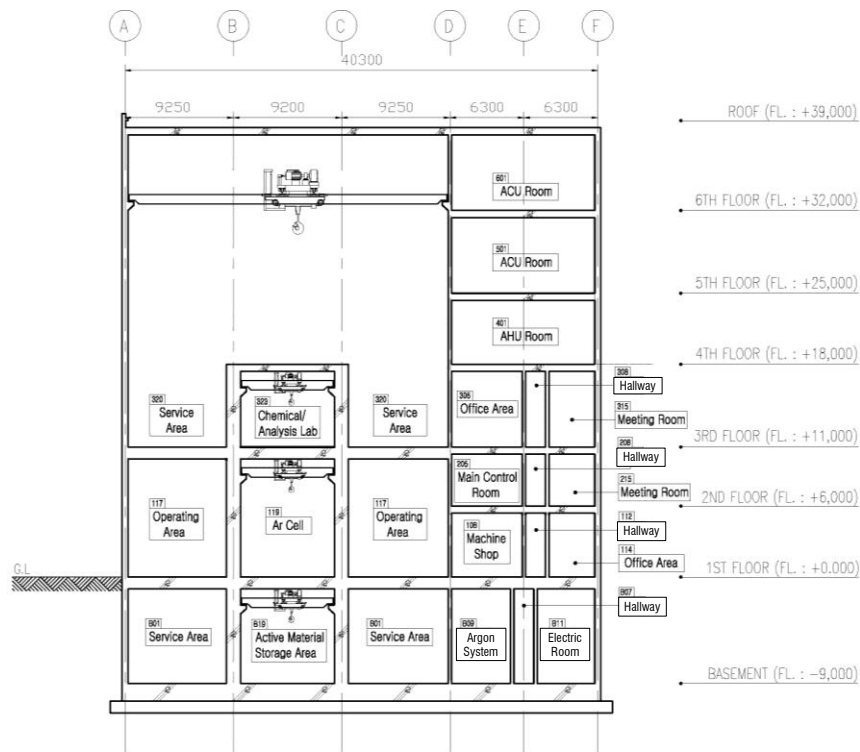 A B C D E F
40300
9250 9200 9250 6300 6300
ROOF (FL. : +39,000)
601
ACU Room
6TH FLOOR (FL. : +32,000)
501
ACU Room
5TH FLOOR (FL. : +25,000)
401
AHU Room
4TH FLOOR (FL. : +18,000)
308
Hallway
320
Service
Area
323
Chemical/
Analysis Lab
320
Service
Area
306
Office Area
315
Meeting Room
3RD FLOOR (FL. : +11,000)
208
Hallway
205
Main Control
Room
215
Meeting Room
2ND FLOOR (FL. : +6,000)
117
Operating
Area
119
Ar Cell
117
Operating
Area
108
Machine
Shop
112
Hallway
114
Office Area
G.L
1ST FLOOR (FL. : +0.000)
B07
Hallway
B01
Service Area
B19
Active Material
Storage Area
B01
Service Area
B09
Argon
System
B11
Electric
Room
BASEMENT (FL. : -9,000)